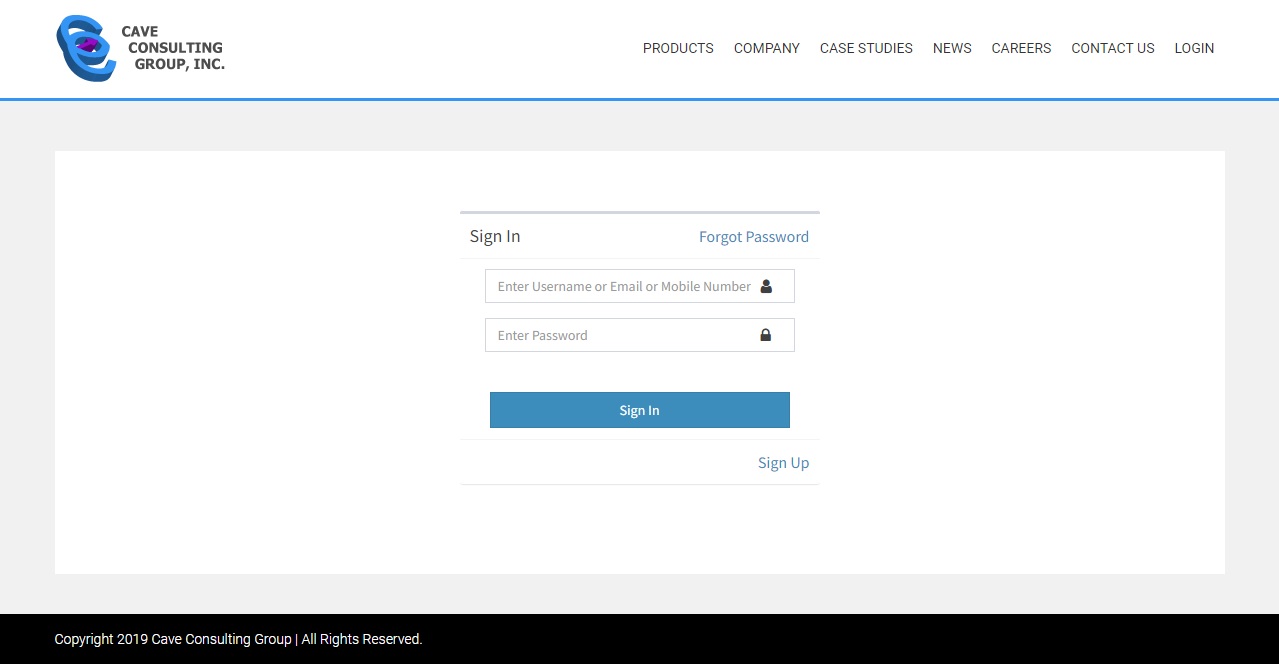 CAVE
CONSULTING
GROUP, INC.
PRODUCTS COMPANY CASE STUDIES NEWS CAREERS CONTACT US LOGIN
Sign In Forgot Password
Enter Username or Email or Mobile Number
Enter Password
Sign In
Sign Up
Copyright 2019 Cave Consulting Group | All Rights Reserved.